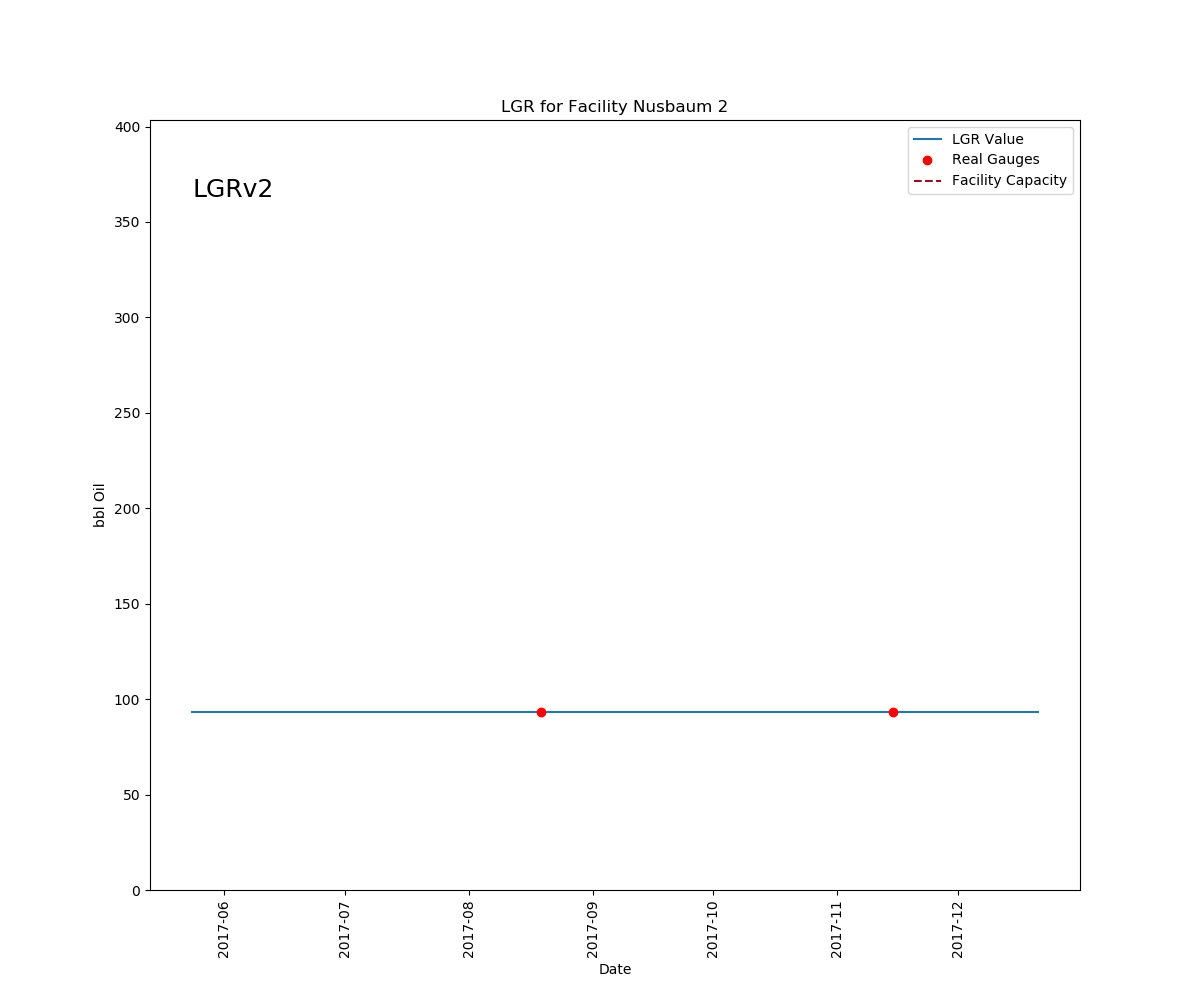 LGR for Facility Nusbaum 2
LGRv2
LGR Value
Real Gauges
Facility Capacity
400
350
300
250
200
150
100
50
0
bbl Oil
2017-06
2017-07
2017-08
2017-09
2017-10
2017-11
2017-12
Date